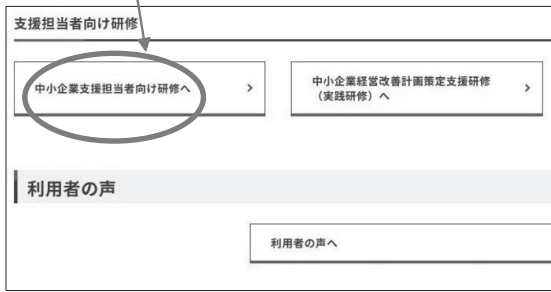 支援担当者向け研修
中小企業支援担当者向け研修へ
中小企業経営改善計画策定支援研修
（実践研修）へ
利用者の声
利用者の声へ